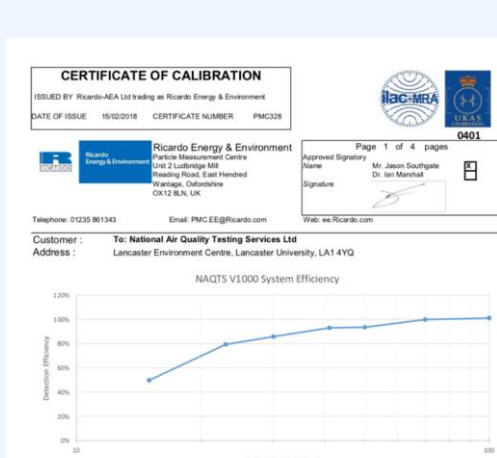 CERTIFICATE OF CALIBRATION
ISSUED BY Ricardo-AEA Ltd trading as Ricardo Energy & Environment
DATE OF ISSUE 15/02/2018 CERTIFICATE NUMBER PMC328
ilac-MRA
UKAS
CALIBRATION
0401
RICARDO
Ricardo
Energy & Environment
Ricardo Energy & Environment
Particle Measurement Centre
Unit 2 Ludbridge Mill
Reading Road, East Hendred
Wantage, Oxfordshire
OX12 8LN, UK
Page 1 of 4 pages
Approved Signatory
Name Mr. Jason Southgate X
Dr. Ian Marshall
Signature
Telephone: 01235 861343 Email: PMC.EE@Ricardo.com Web: ee.Ricardo.com
Customer : To: National Air Quality Testing Services Ltd
Address : Lancaster Environment Centre, Lancaster University, LA1 4YQ
NAQTS V1000 System Efficiency
Detection Efficiency
120%
100%
80%
60%
40%
20%
0%
10 100